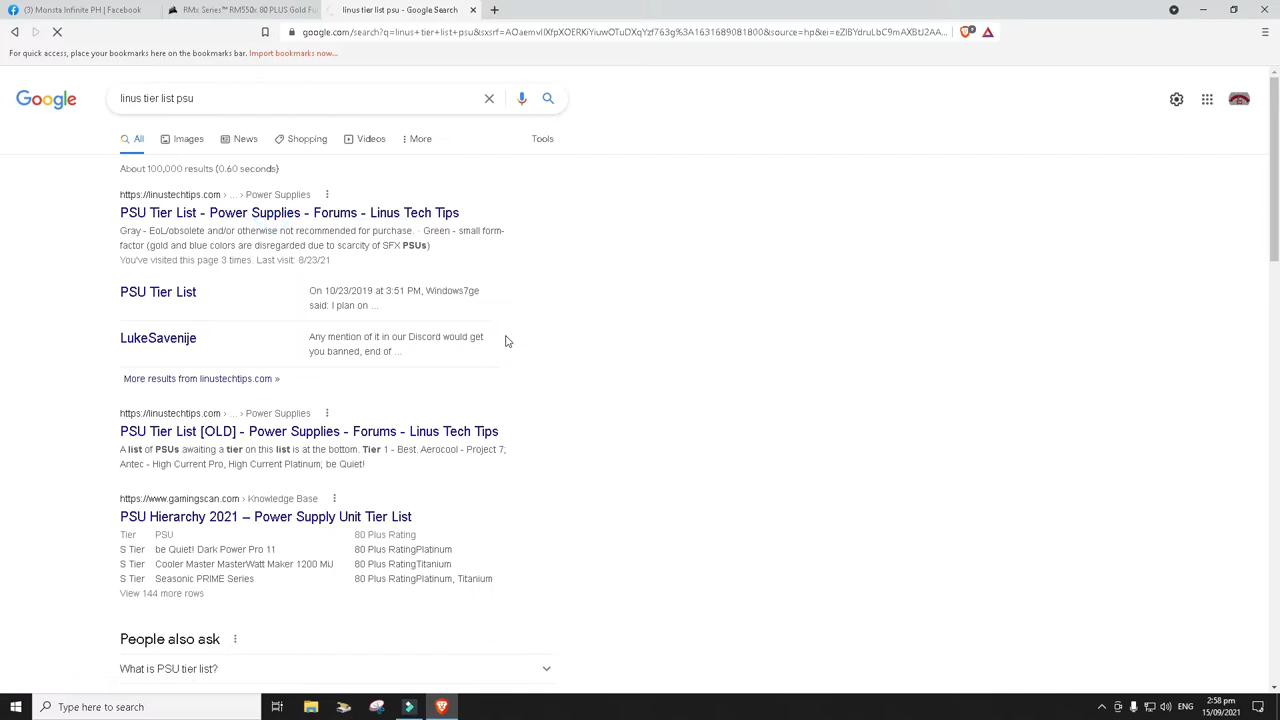 (3) Monsta Infinite PH | Facebook
RMx Series™ RM550x 80 PLUS Gold Fu
linus tier list psu - Google Search
google.com/search?q=linus+tier+list+psu&sxsrf=
For quick access, place your bookmarks here on the bookmarks bar. Import bookmarks now...
Google
linus tier list psu
All Images News Shopping Videos More Tools
About 100,000 results (0.60 seconds)
https://linustechtips.com › ... › Power Supplies
PSU Tier List - Power Supplies - Forums - Linus Tech Tips
Gray - EoL/obsolete and/or otherwise not recommended for purchase. · Green - small form-
factor (gold and blue colors are disregarded due to scarcity of SFX PSUs)
You've visited this page 3 times. Last visit: 8/23/21
PSU Tier List
On 10/23/2019 at 3:51 PM, Windows7ge
said: I plan on ...
LukeSavenije
Any mention of it in our Discord would get
you banned, end of ...
More results from linustechtips.com »
https://linustechtips.com › ... › Power Supplies
PSU Tier List [OLD] - Power Supplies - Forums - Linus Tech Tips
A list of PSUs awaiting a tier on this list is at the bottom. Tier 1 - Best. Aerocool - Project 7;
Antec - High Current Pro, High Current Platinum; be Quiet!
https://www.gamingscan.com › Knowledge Base
PSU Hierarchy 2021 – Power Supply Unit Tier List
Tier PSU 80 Plus Rating
S Tier be Quiet! Dark Power Pro 11 80 Plus RatingPlatinum
S Tier Cooler Master MasterWatt Maker 1200 MIJ 80 Plus RatingTitanium
S Tier Seasonic PRIME Series 80 Plus RatingPlatinum, Titanium
View 144 more rows
People also ask
What is PSU tier list?
Type here to search
ENG
2:58 pm
15/09/2021